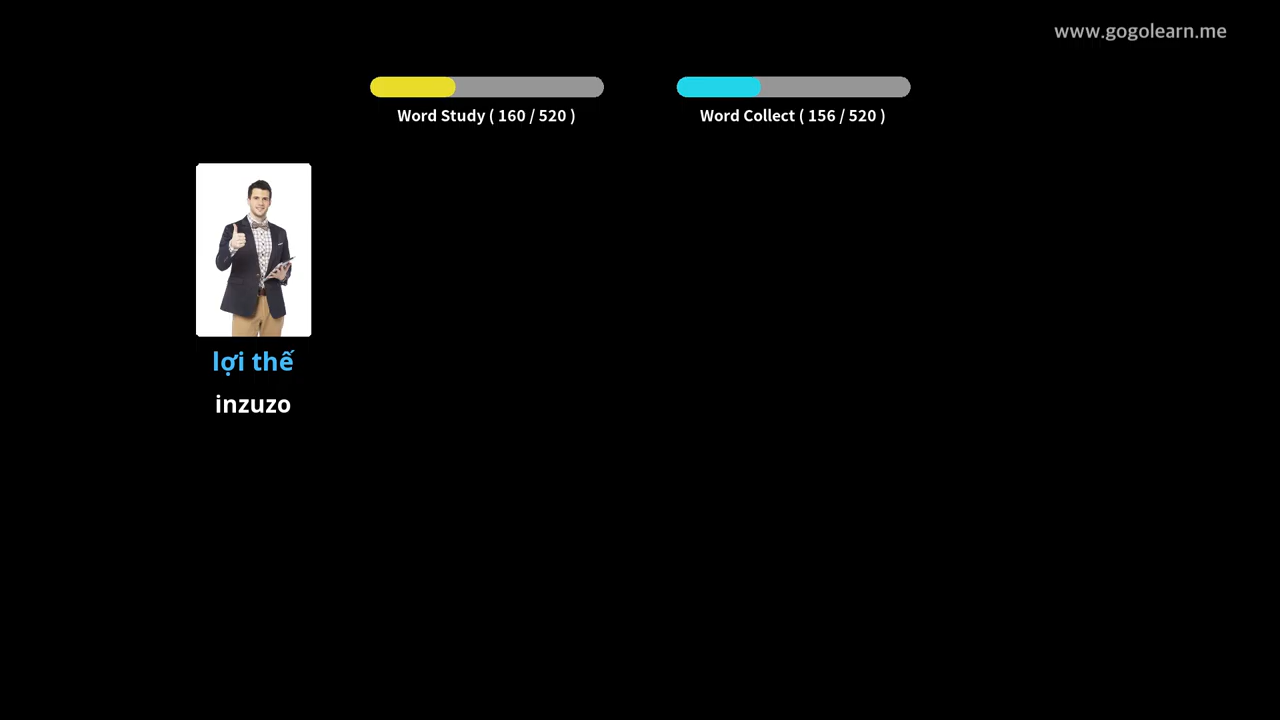 www.gogolearn.me
Word Study ( 160 / 520 )
Word Collect ( 156 / 520 )
lợi thế
inzuzo